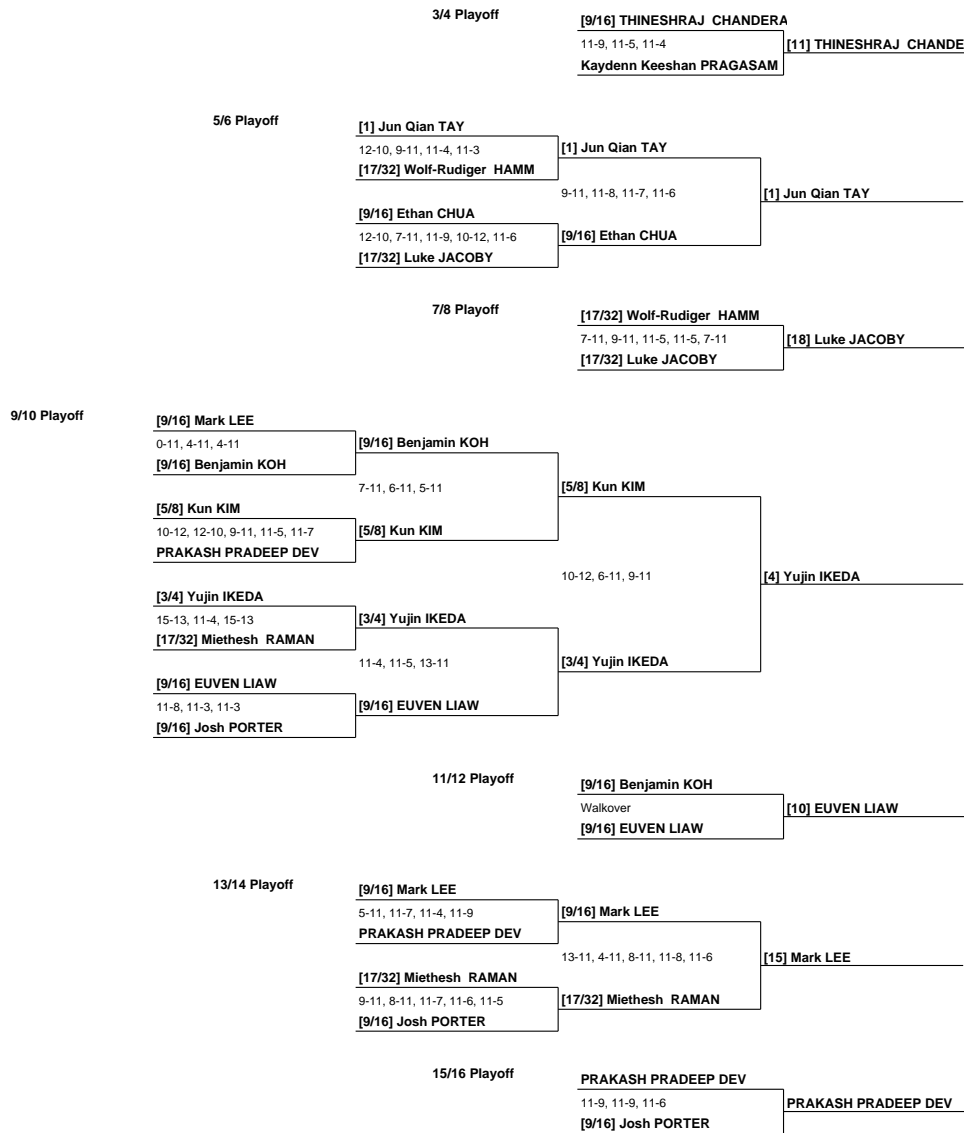 3/4 Playoff
[9/16] THINESHRAJ  CHANDERA
11-9, 11-5, 11-4
[11] THINESHRAJ  CHANDE
Kaydenn Keeshan PRAGASAM
5/6 Playoff
[1] Jun Qian TAY
12-10, 9-11, 11-4, 11-3
[1] Jun Qian TAY
[17/32] Wolf-Rudiger  HAMM
9-11, 11-8, 11-7, 11-6
[1] Jun Qian TAY
[9/16] Ethan CHUA
12-10, 7-11, 11-9, 10-12, 11-6
[9/16] Ethan CHUA
[17/32] Luke JACOBY
7/8 Playoff
[17/32] Wolf-Rudiger  HAMM
7-11, 9-11, 11-5, 11-5, 7-11
[18] Luke JACOBY
[17/32] Luke JACOBY
9/10 Playoff
[9/16] Mark LEE
0-11, 4-11, 4-11
[9/16] Benjamin KOH
[9/16] Benjamin KOH
7-11, 6-11, 5-11
[5/8] Kun KIM
[5/8] Kun KIM
10-12, 12-10, 9-11, 11-5, 11-7
[5/8] Kun KIM
PRAKASH PRADEEP DEV
10-12, 6-11, 9-11
[4] Yujin IKEDA
[3/4] Yujin IKEDA
15-13, 11-4, 15-13
[3/4] Yujin IKEDA
[17/32] Miethesh  RAMAN
11-4, 11-5, 13-11
[3/4] Yujin IKEDA
[9/16] EUVEN LIAW
11-8, 11-3, 11-3
[9/16] EUVEN LIAW
[9/16] Josh PORTER
11/12 Playoff
[9/16] Benjamin KOH
Walkover
[10] EUVEN LIAW
[9/16] EUVEN LIAW
13/14 Playoff
[9/16] Mark LEE
5-11, 11-7, 11-4, 11-9
[9/16] Mark LEE
PRAKASH PRADEEP DEV
13-11, 4-11, 8-11, 11-8, 11-6
[15] Mark LEE
[17/32] Miethesh  RAMAN
9-11, 8-11, 11-7, 11-6, 11-5
[17/32] Miethesh  RAMAN
[9/16] Josh PORTER
15/16 Playoff
PRAKASH PRADEEP DEV
11-9, 11-9, 11-6
PRAKASH PRADEEP DEV
[9/16] Josh PORTER